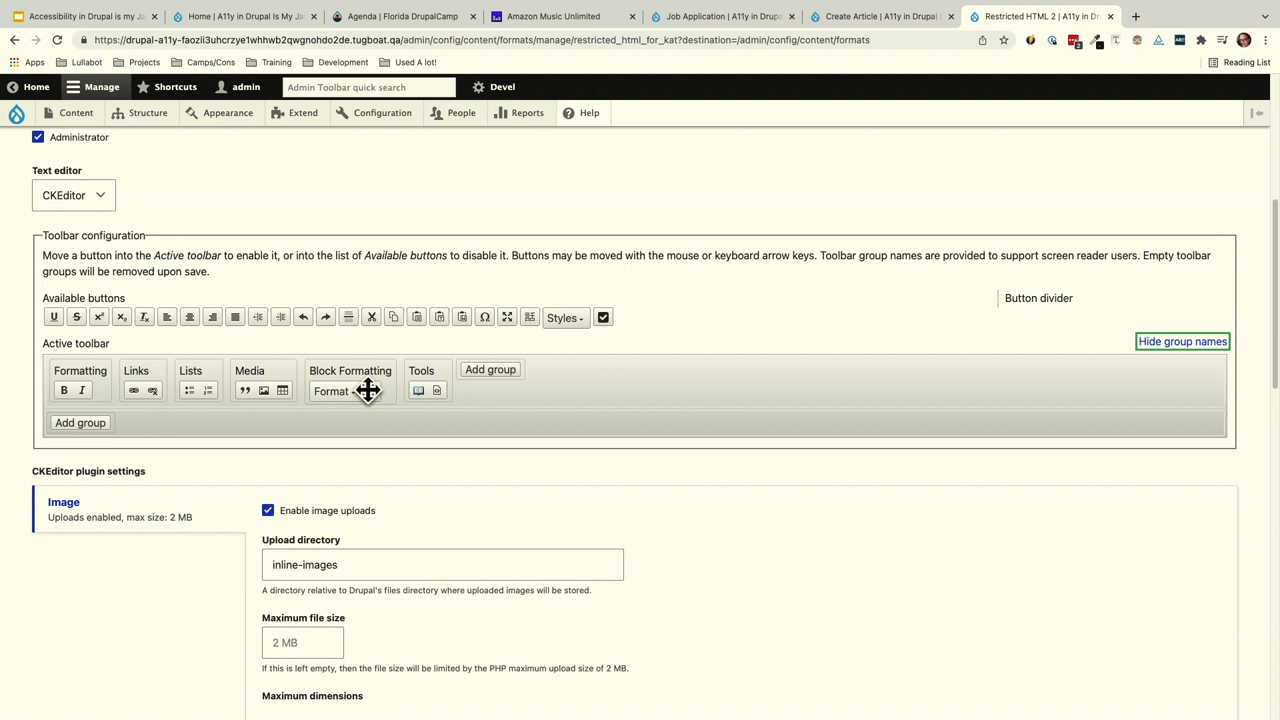 Accessibility in Drupal is my Ja
Home | A11y in Drupal Is My Jam
Agenda | Florida DrupalCamp
Amazon Music Unlimited
Job Application | A11y in Drupa
Create Article | A11y in Drupal
Restricted HTML 2 | A11y in Dr
https://drupal-a11y-faozii3uhcrzye1whhwb2qwgnohdo2de.tugboat.qa/admin/config/content/formats/manage/restricted_html_for_kat?destination=/admin/config/content/formats
Apps Lullabot Projects Camps/Cons Training Development Used A lot! Reading List
Home Manage Shortcuts admin Admin Toolbar quick search Devel
Content Structure Appearance Extend Configuration People Reports Help
Administrator
Text editor
CKEditor
Toolbar configuration
Move a button into the Active toolbar to enable it, or into the list of Available buttons to disable it. Buttons may be moved with the mouse or keyboard arrow keys. Toolbar group names are provided to support screen reader users. Empty toolbar
groups will be removed upon save.
Available buttons
Button divider
Styles
Active toolbar
Hide group names
Formatting Links Lists Media Block Formatting Tools Add group
B I Format
Add group
CKEditor plugin settings
Image
Uploads enabled, max size: 2 MB
Enable image uploads
Upload directory
inline-images
A directory relative to Drupal's files directory where uploaded images will be stored.
Maximum file size
2 MB
If this is left empty, then the file size will be limited by the PHP maximum upload size of 2 MB.
Maximum dimensions